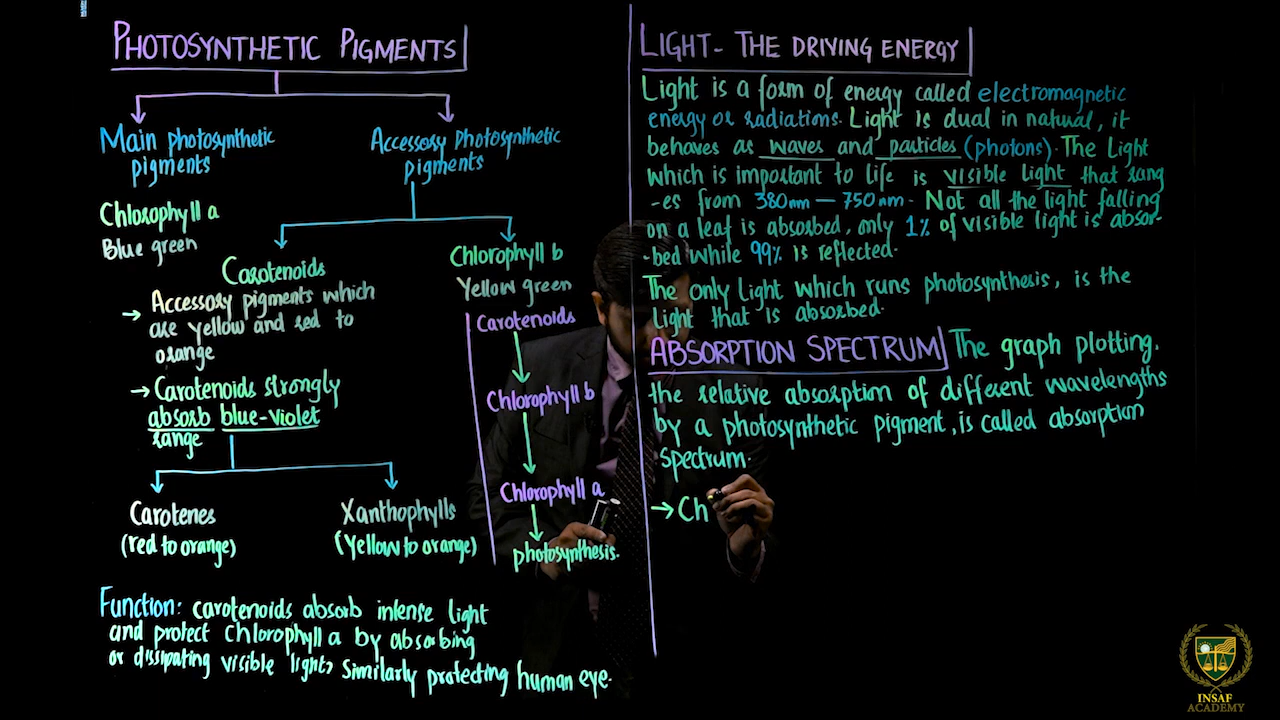 PHOTOSYNTHETIC PIGMENTS
Main photosynthetic
pigments
Chlorophyll a
Blue green
Accessory Photosynthetic
pigments
Carotenoids
→ Accessory pigments which
are yellow and red to
orange
→ Carotenoids strongly
absorb blue-violet
range
Carotenes
(red to orange)
Xanthophylls
(Yellow to orange)
Chlorophyll b
Yellow green
Carotenoids
Chlorophyll b
Chlorophyll a
photosynthesis.
Function: carotenoids absorb intense light
and protect Chlorophyll a by absorbing
or dissipating visible light, Similarly protecting human eye.
LIGHT- THE DRIVING ENERGY
Light is a form of energy called electromagnetic
energy or radiations. Light is dual in natural, it
behaves as waves and particles (photons). The Light
which is important to life is visible Light that rang
-es from 380nm — 750nm. Not all the light falling
on a leaf is absorbed, only 1% of visible light is absor-
-bed while 99% is reflected.
The only Light which runs photosynthesis, is the
Light that is absorbed.
ABSORPTION SPECTRUM The graph plotting.
the relative absorption of different wavelengths
by a photosynthetic pigment, is called absorption
spectrum.
→ Ch
INSAF
ACADEMY